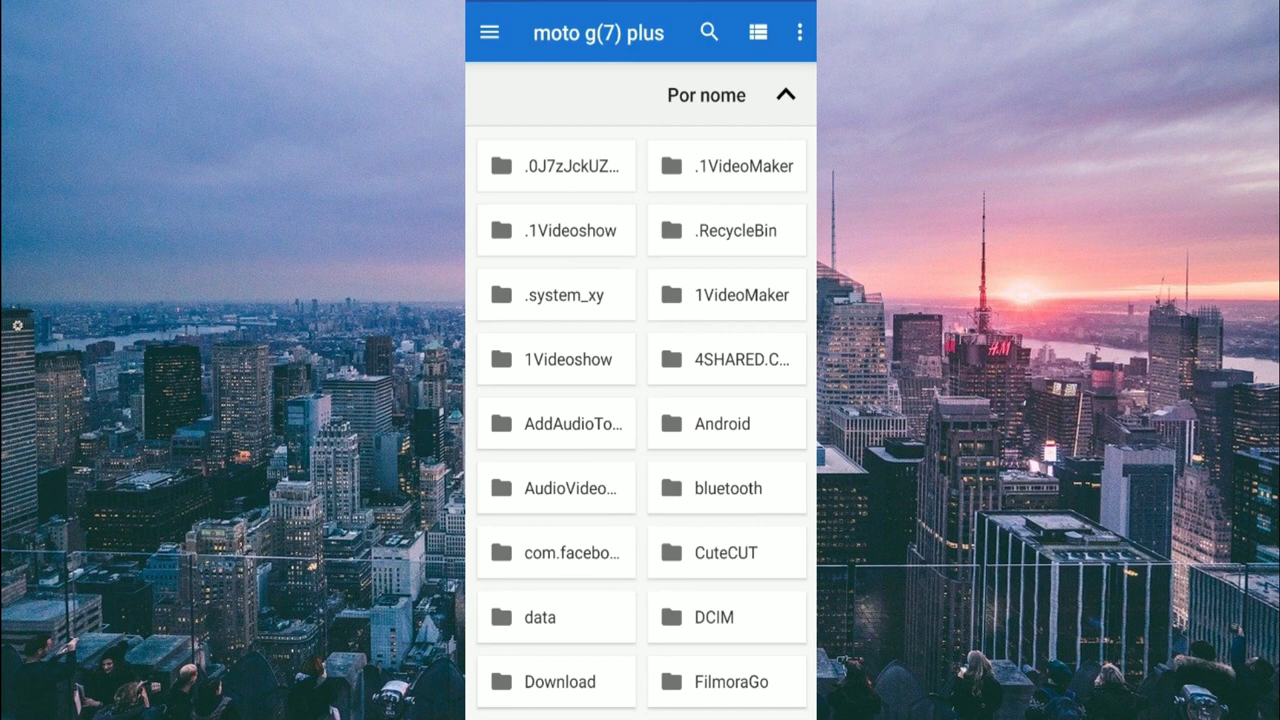 moto g(7) plus
Por nome
.0J7zJckUZ...
.1VideoMaker
.1Videoshow
.RecycleBin
.system_xy
1VideoMaker
1Videoshow
4SHARED.C...
AddAudioTo...
Android
AudioVideo...
bluetooth
com.facebo...
CuteCUT
data
DCIM
Download
FilmoraGo
H&M